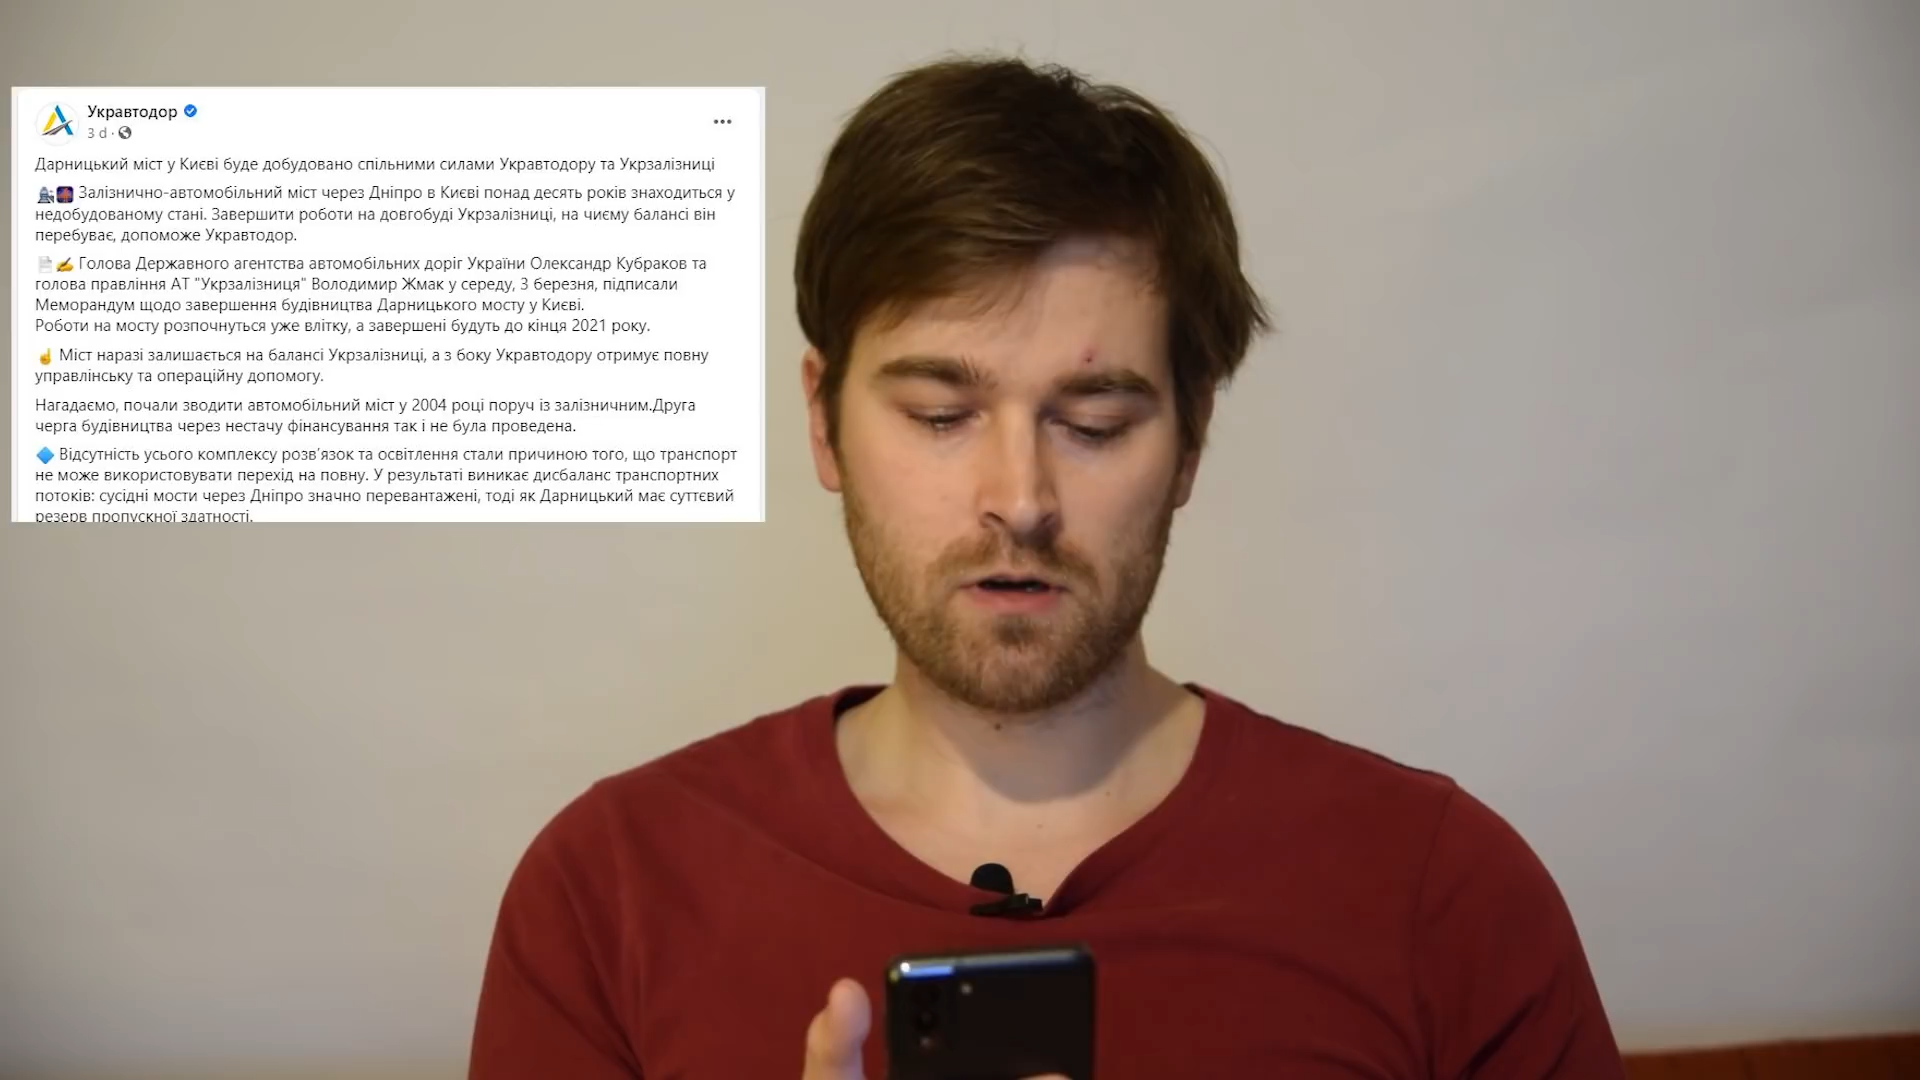 Укравтодор
3 d ·
Дарницький міст у Києві буде добудовано спільними силами Укравтодору та Укрзалізниці
Залізнично-автомобільний міст через Дніпро в Києві понад десять років знаходиться у
недобудованому стані. Завершити роботи на довгобуді Укрзалізниці, на чиєму балансі він
перебуває, допоможе Укравтодор.
Голова Державного агентства автомобільних доріг України Олександр Кубраков та
голова правління АТ "Укрзалізниця" Володимир Жмак у середу, 3 березня, підписали
Меморандум щодо завершення будівництва Дарницького мосту у Києві.
Роботи на мосту розпочнуться уже влітку, а завершені будуть до кінця 2021 року.
Міст наразі залишається на балансі Укрзалізниці, а з боку Укравтодору отримує повну
управлінську та операційну допомогу.
Нагадаємо, почали зводити автомобільний міст у 2004 році поруч із залізничним.Друга
черга будівництва через нестачу фінансування так і не була проведена.
Відсутність усього комплексу розв'язок та освітлення стали причиною того, що транспорт
не може використовувати перехід на повну. У результаті виникає дисбаланс транспортних
потоків: сусідні мости через Дніпро значно перевантажені, тоді як Дарницький має суттєвий
резерв пропускної здатності.